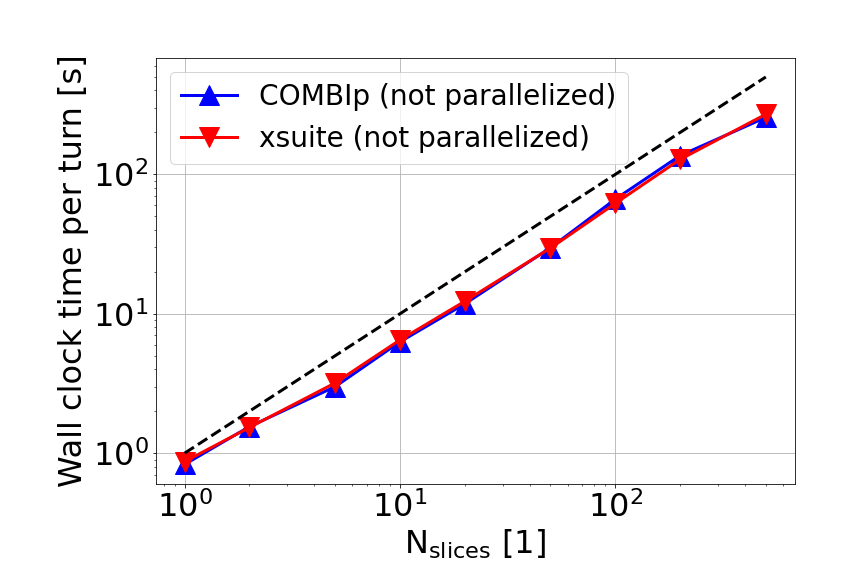 COMBIp (not parallelized)
xsuite (not parallelized)
Wall clock time per turn [s]
10²
10¹
10⁰
10⁰ 10¹ 10²
Nslices [1]